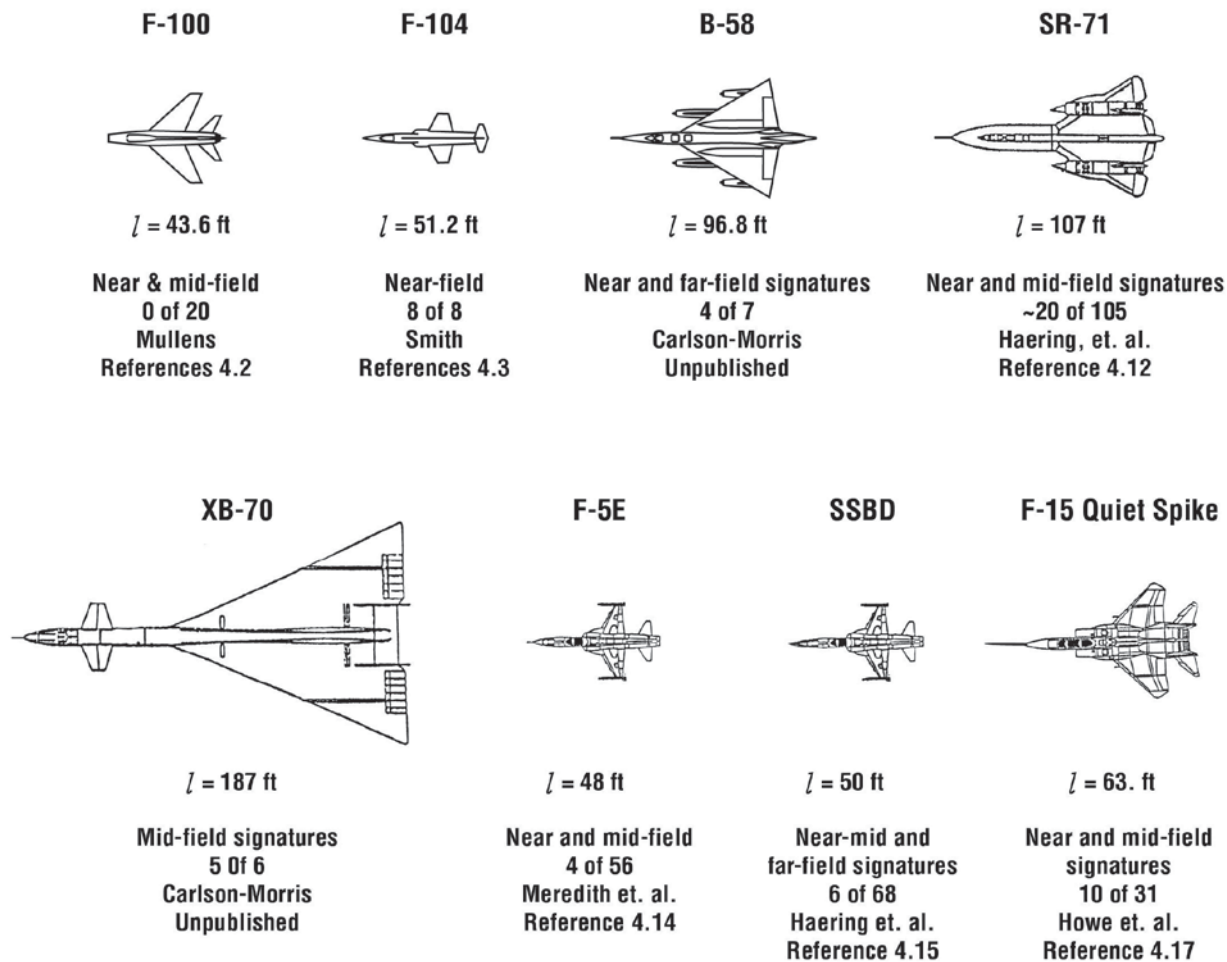 F-100
F-104
B-58
SR-71
l = 43.6 ft
l = 51.2 ft
l = 96.8 ft
l = 107 ft
Near & mid-field
0 of 20
Mullens
References 4.2
Near-field
8 of 8
Smith
References 4.3
Near and far-field signatures
4 of 7
Carlson-Morris
Unpublished
Near and mid-field signatures
~20 of 105
Haering, et. al.
Reference 4.12
XB-70
F-5E
SSBD
F-15 Quiet Spike
l = 187 ft
l = 48 ft
l = 50 ft
l = 63. ft
Mid-field signatures
5 0f 6
Carlson-Morris
Unpublished
Near and mid-field
4 of 56
Meredith et. al.
Reference 4.14
Near-mid and
far-field signatures
6 of 68
Haering et. al.
Reference 4.15
Near and mid-field
signatures
10 of 31
Howe et. al.
Reference 4.17